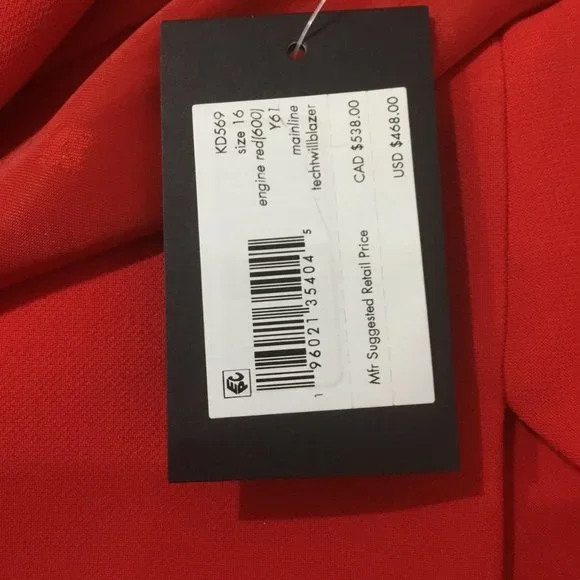 KD569
size 16
engine red(600)
Y61
mainline
techtwillblazer
CAD $538.00
USD $468.00
1 96021 35404 5
Mfr Suggested Retail Price
EPC